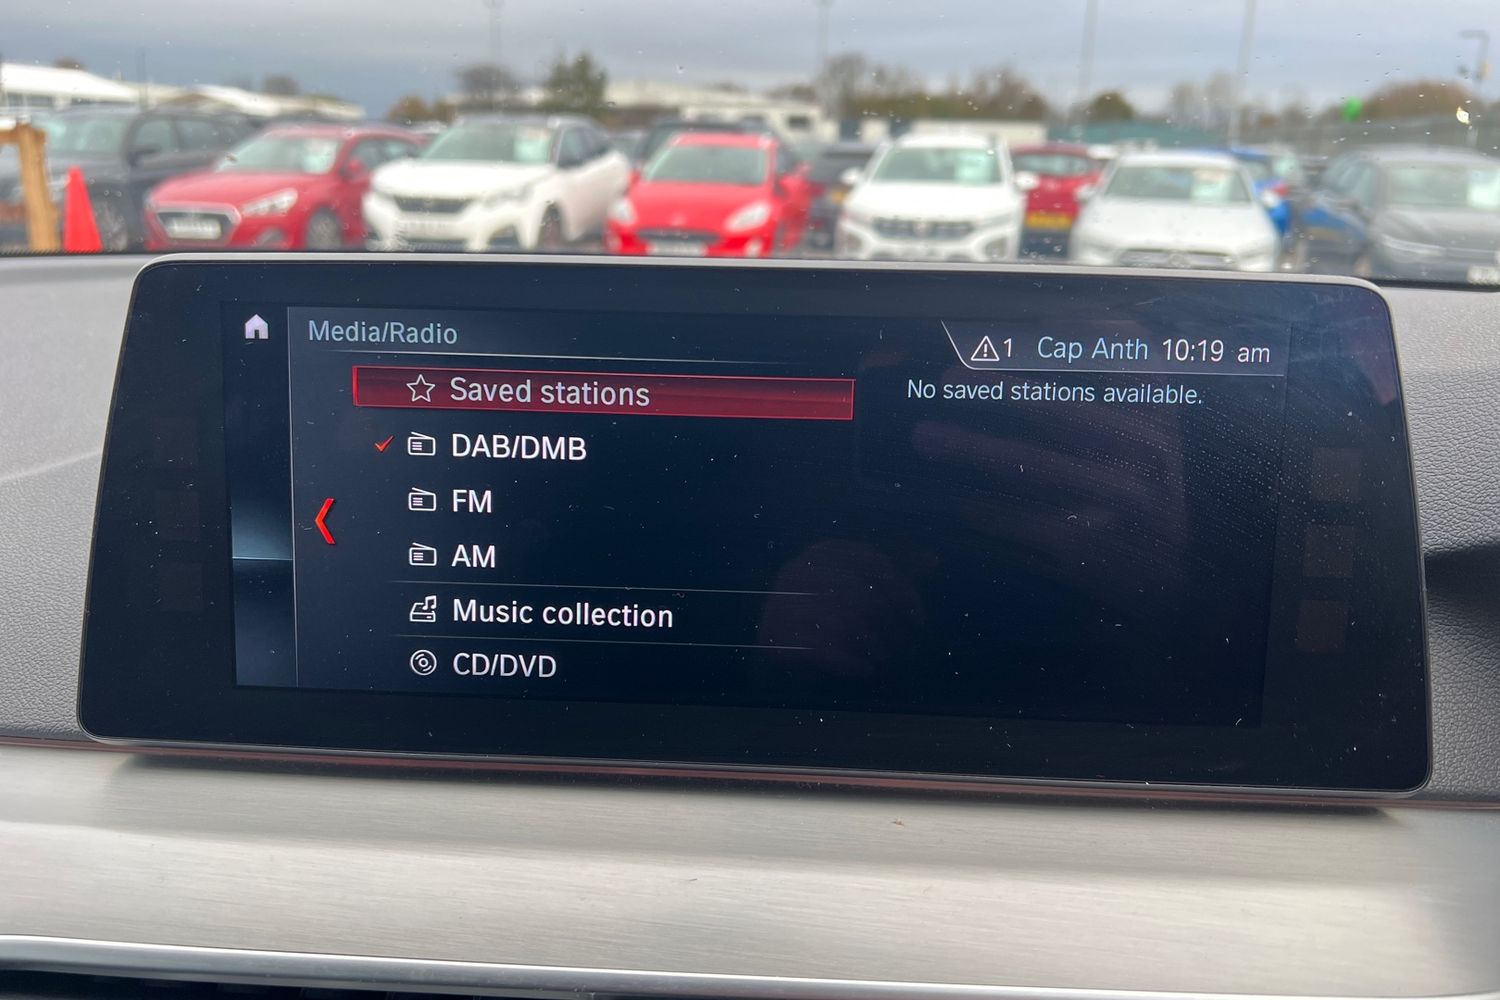 Media/Radio
1 Cap Anth 10:19 am
Saved stations
No saved stations available.
DAB/DMB
FM
AM
Music collection
CD/DVD